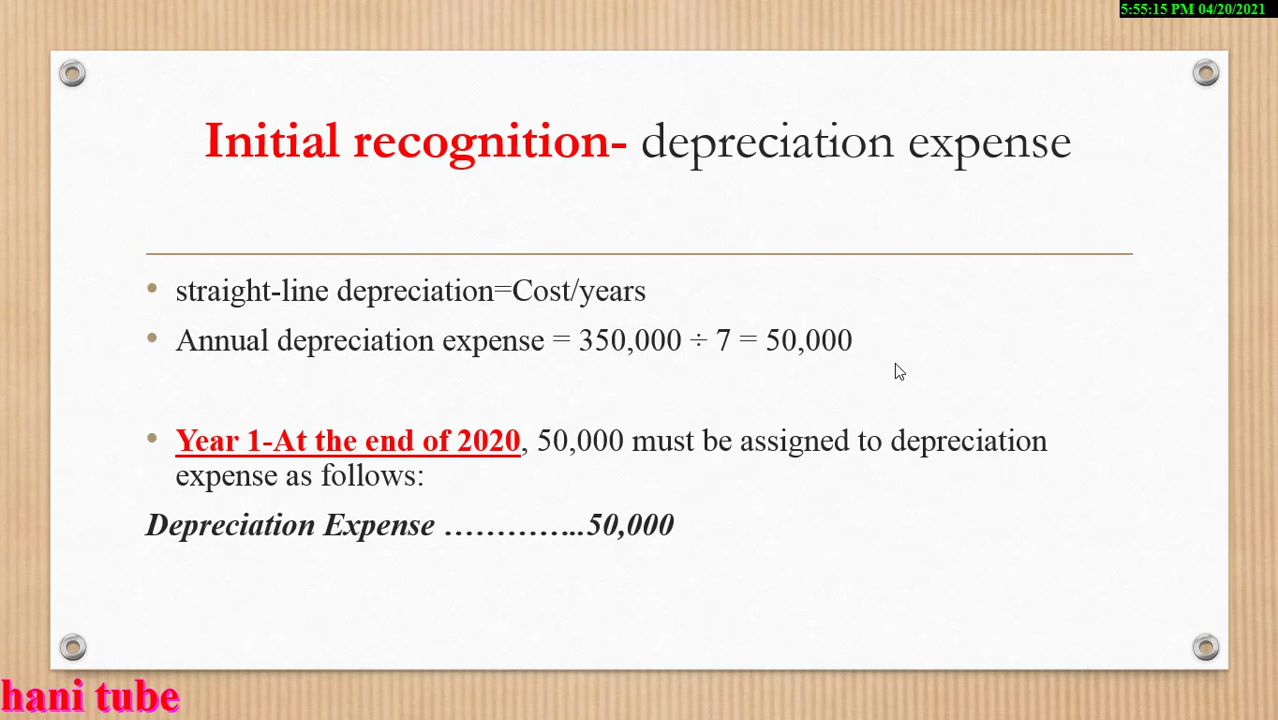 5:55:15 PM 04/20/2021
Initial recognition- depreciation expense
• straight-line depreciation=Cost/years
• Annual depreciation expense = 350,000 ÷ 7 = 50,000
• Year 1-At the end of 2020, 50,000 must be assigned to depreciation
expense as follows:
Depreciation Expense …………..50,000
hani tube